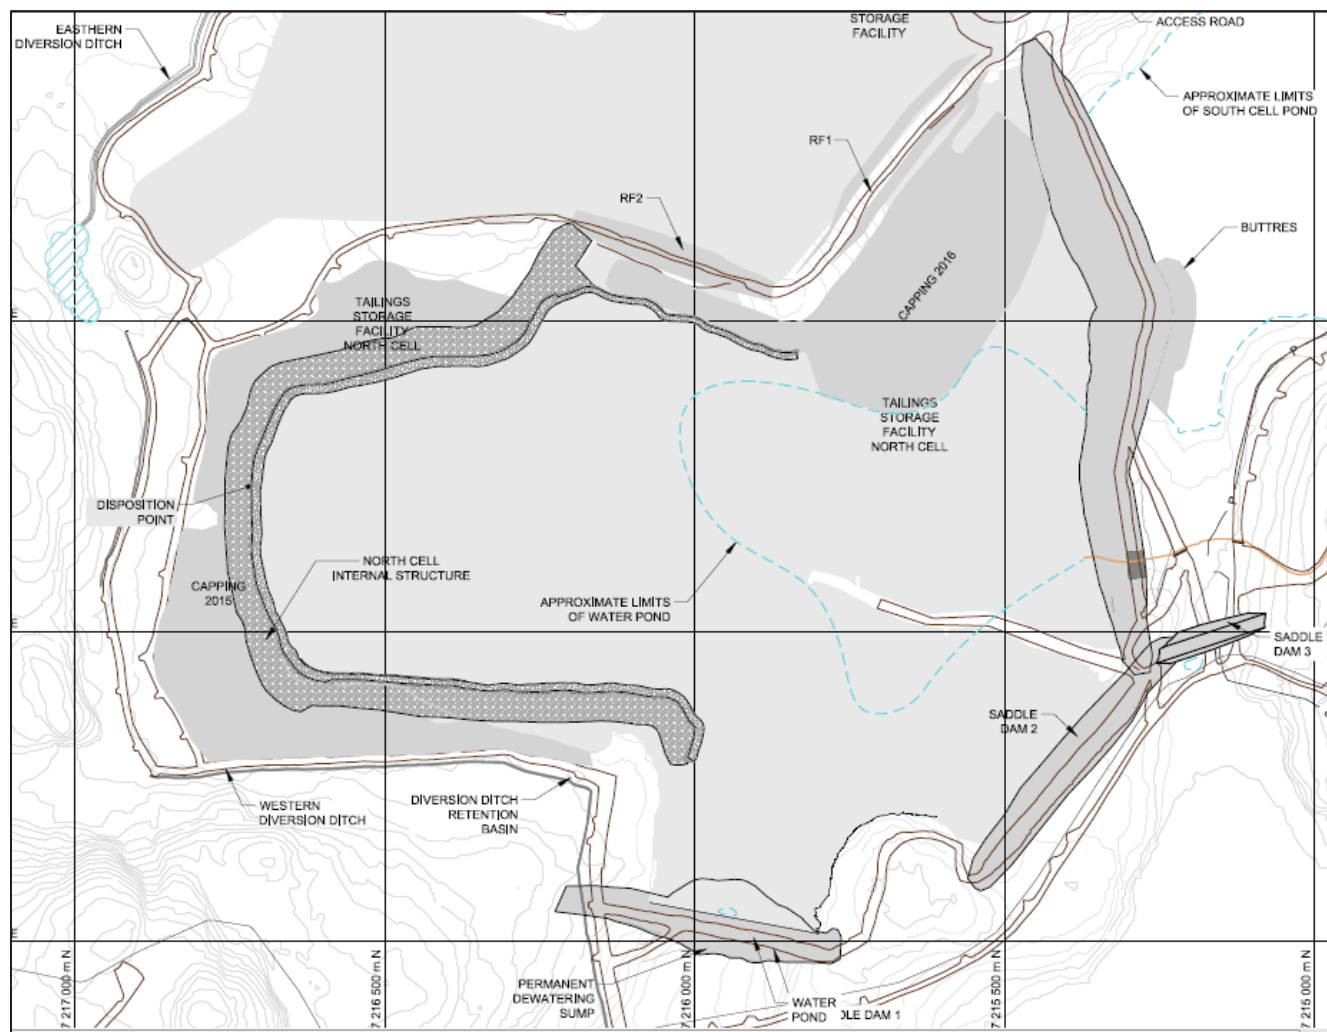 STORAGE
FACILITY
ACCESS ROAD
EASTHERN
DIVERSION DITCH
APPROXIMATE LIMITS
OF SOUTH CELL POND
RF1
RF2
BUTTRES
CAPPING 2016
TAILINGS
STORAGE
FACILITY
NORTH CELL
TAILINGS
STORAGE
FACILITY
NORTH CELL
DISPOSITION
POINT
NORTH CELL
INTERNAL STRUCTURE
CAPPING
2015
APPROXIMATE LIMITS
OF WATER POND
SADDLE
DAM 3
SADDLE
DAM 2
WESTERN
DIVERSION DITCH
DIVERSION DITCH
RETENTION
BASIN
PERMANENT
DEWATERING
SUMP
WATER
POND
DLE DAM 1
7 217 000 m N
7 216 500 m N
7 216 000 m N
7 215 500 m N
7 215 000 m N